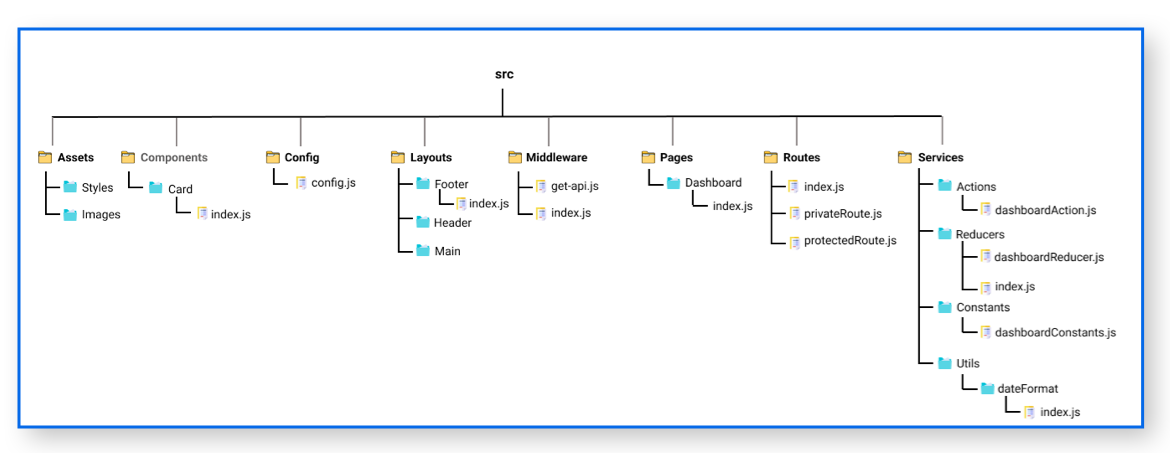 src
Assets
Styles
Images
Components
Card
index.js
Config
config.js
Layouts
Footer
index.js
Header
Main
Middleware
get-api.js
index.js
Pages
Dashboard
index.js
Routes
index.js
privateRoute.js
protectedRoute.js
Services
Actions
dashboardAction.js
Reducers
dashboardReducer.js
index.js
Constants
dashboardConstants.js
Utils
dateFormat
index.js